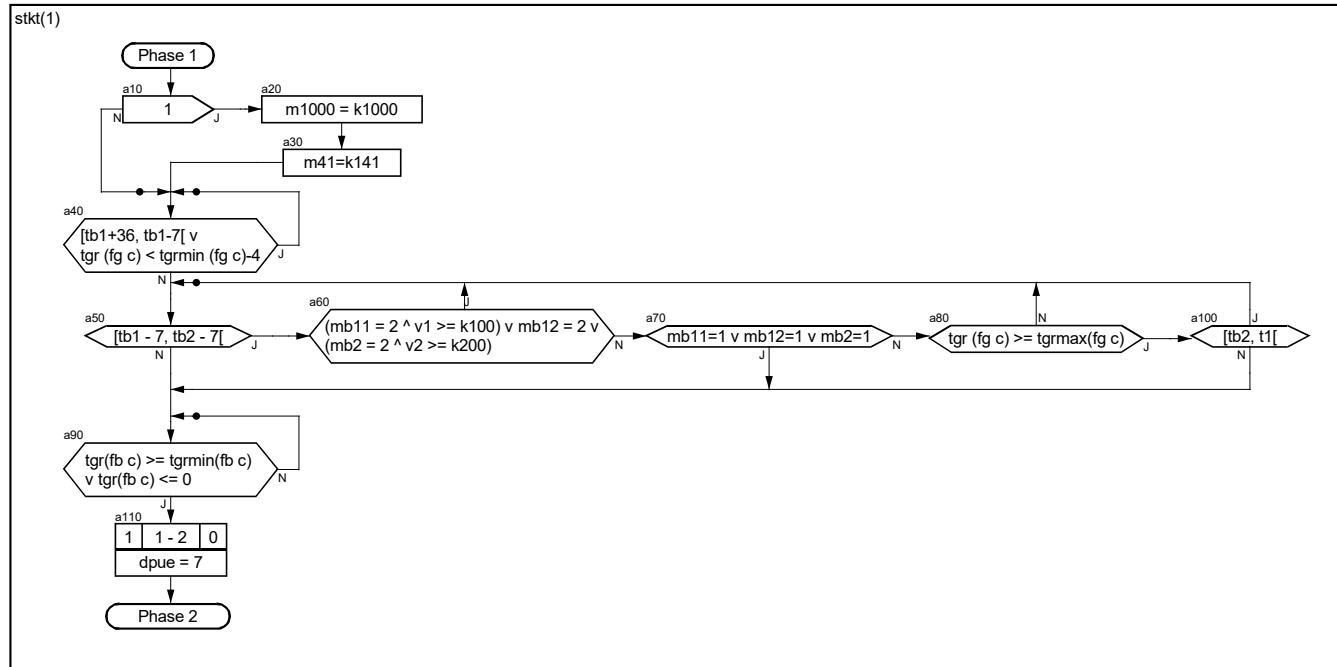 stkt(1)
Phase 1
a10
1
N
J
a20
m1000 = k1000
a30
m41=k141
a40
[tb1+36, tb1-7[ v
tgr (fg c) < tgrmin (fg c)-4
J
N
a50
[tb1 - 7, tb2 - 7[
J
N
a60
(mb11 = 2 ^ v1 >= k100) v mb12 = 2 v
(mb2 = 2 ^ v2 >= k200)
J
N
a70
mb11=1 v mb12=1 v mb2=1
N
J
a80
tgr (fg c) >= tgrmax(fg c)
N
J
a100
[tb2, t1[
J
N
a90
tgr(fb c) >= tgrmin(fb c)
v tgr(fb c) <= 0
N
J
a110
1 1 - 2 0
dpue = 7
Phase 2